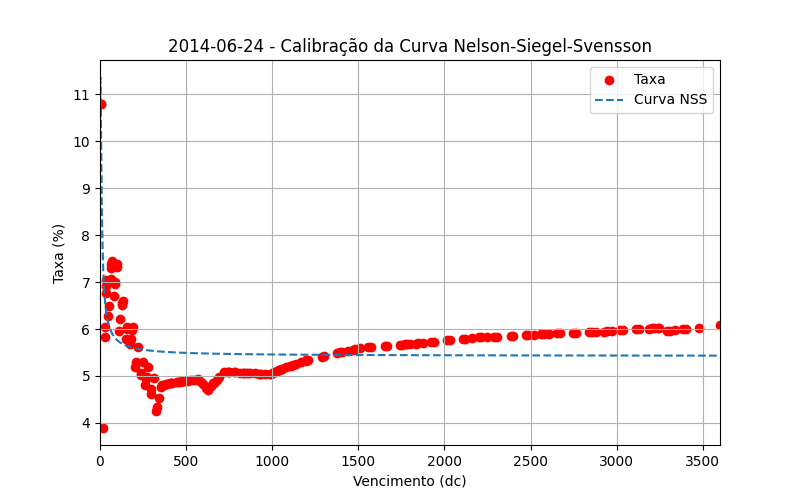 2014-06-24 - Calibração da Curva Nelson-Siegel-Svensson
Taxa
Curva NSS
Taxa (%)
11
10
9
8
7
6
5
4
0 500 1000 1500 2000 2500 3000 3500
Vencimento (dc)